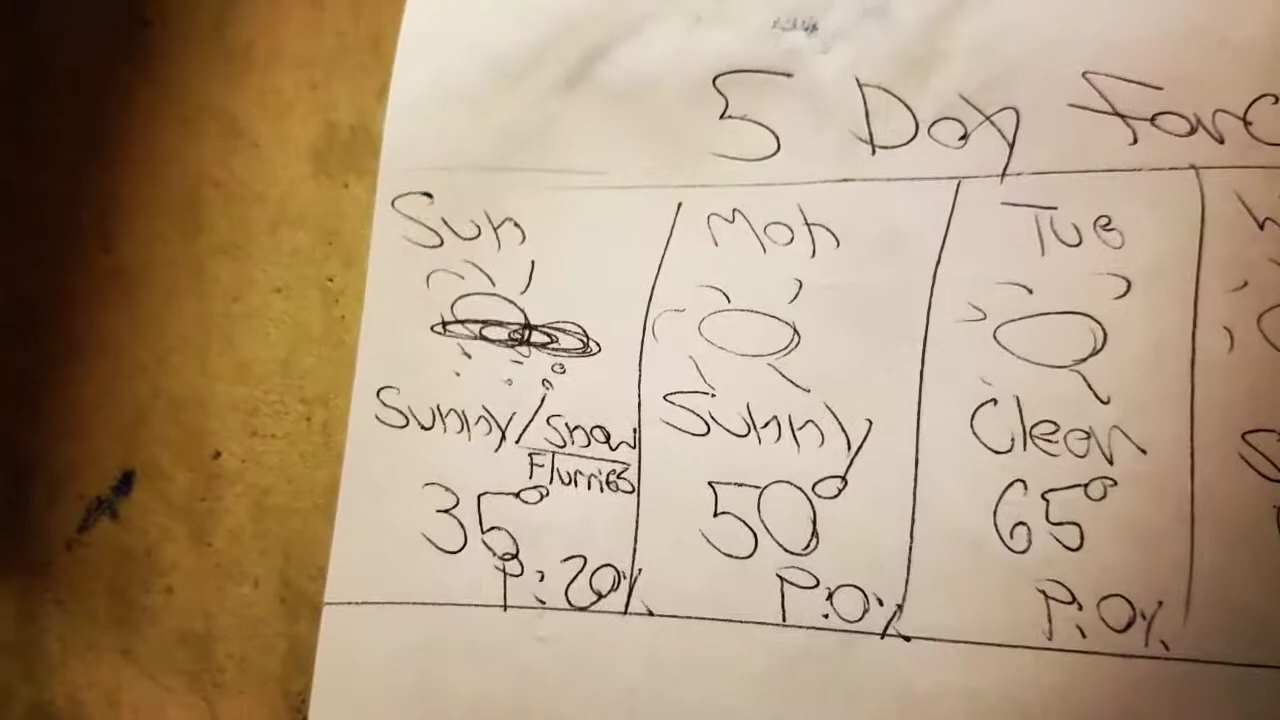 5 Day Forc
Sun
Sunny/Snow
Flurries
35°
P:20%
Mon
Sunny
50°
P:0%
Tue
Clear
65°
P:0%